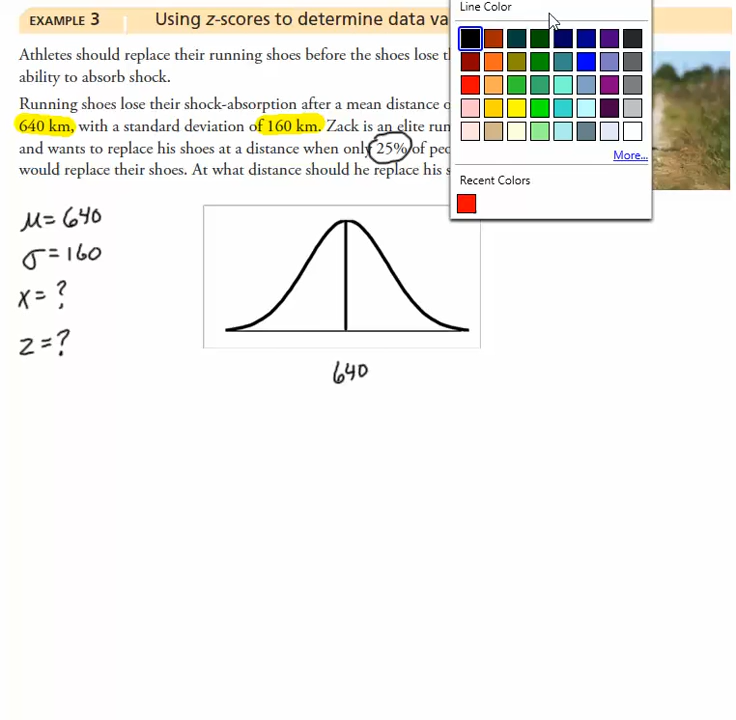 EXAMPLE 3 Using z-scores to determine data va
Line Color
Athletes should replace their running shoes before the shoes lose
ability to absorb shock.
Running shoes lose their shock-absorption after a mean distance
640 km, with a standard deviation of 160 km. Zack is an elite run
and wants to replace his shoes at a distance when only 25% of
would replace their shoes. At what distance should he replace his
More...
Recent Colors
μ = 640
σ = 160
x = ?
z = ?
640